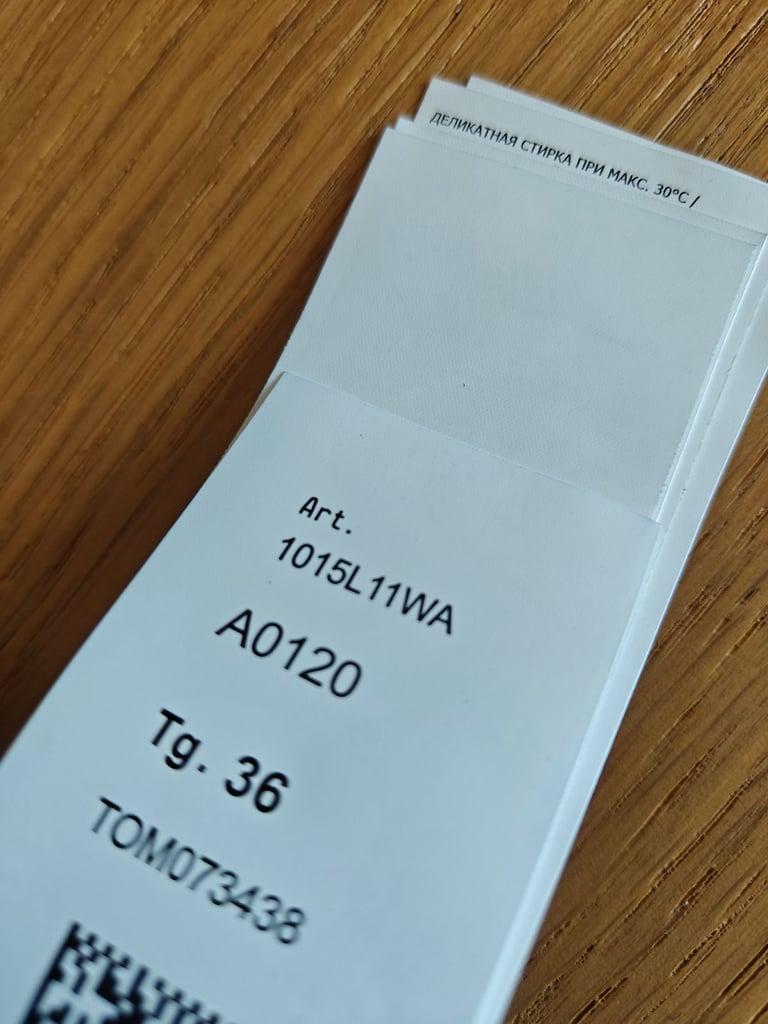 ДЕЛИКАТНАЯ СТИРКА ПРИ МАКС. 30°C /
Art.
1015L11WA
A0120
Tg. 36
TOM073438